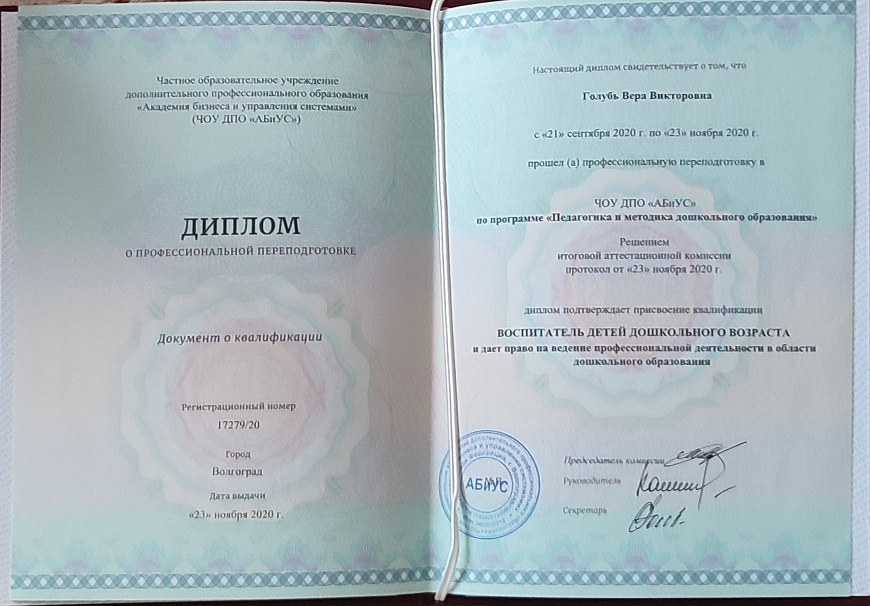 Частное образовательное учреждение
дополнительного профессионального образования
«Академия бизнеса и управления системами»
(ЧОУ ДПО «АБиУС»)
ДИПЛОМ
О ПРОФЕССИОНАЛЬНОЙ ПЕРЕПОДГОТОВКЕ
Документ о квалификации
Регистрационный номер
17279/20
Город
Волгоград
Дата выдачи
«23» ноября 2020 г.
Настоящий диплом свидетельствует о том, что
Голубь Вера Викторовна
с «21» сентября 2020 г. по «23» ноября 2020 г.
прошел (а) профессиональную переподготовку в
ЧОУ ДПО «АБиУС»
по программе «Педагогика и методика дошкольного образования»
Решением
итоговой аттестационной комиссии
протокол от «23» ноября 2020 г.
диплом подтверждает присвоение квалификации
ВОСПИТАТЕЛЬ ДЕТЕЙ ДОШКОЛЬНОГО ВОЗРАСТА
и дает право на ведение профессиональной деятельности в области
дошкольного образования
Председатель комиссии
Руководитель
Секретарь
АБиУС